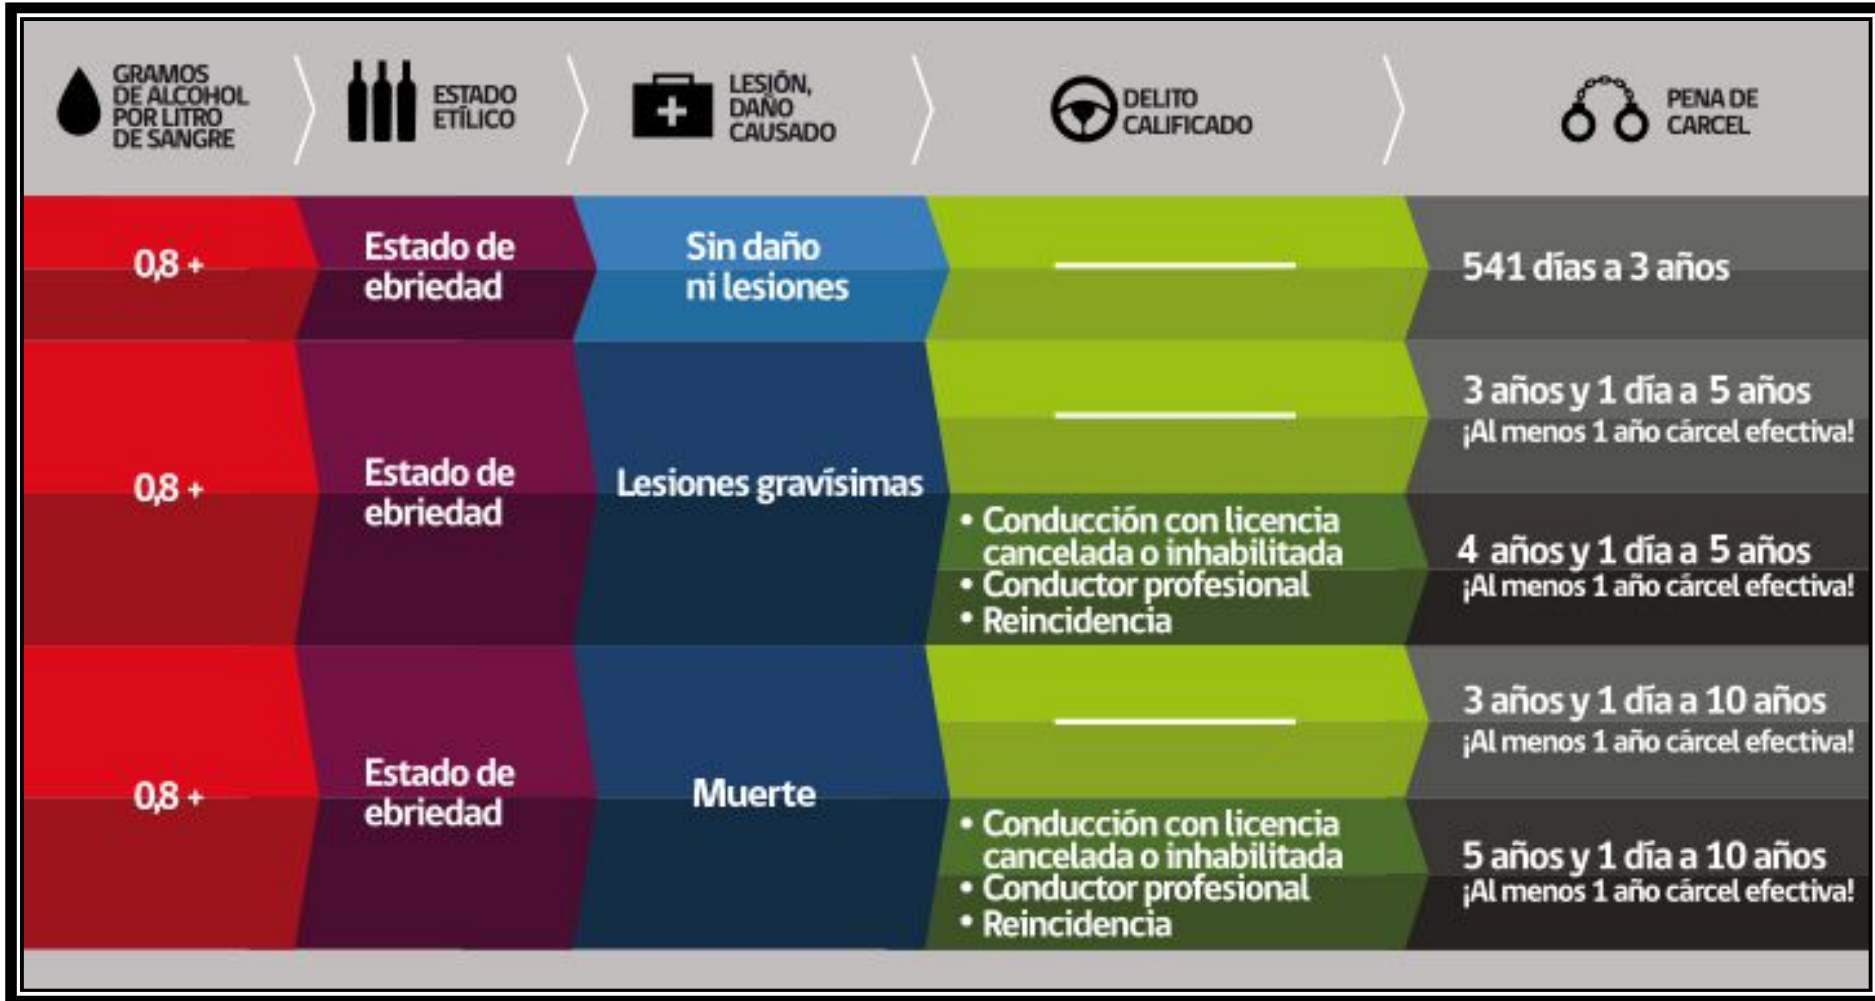 GRAMOS
DE ALCOHOL
POR LITRO
DE SANGRE
ESTADO
ETÍLICO
LESIÓN,
DAÑO
CAUSADO
DELITO
CALIFICADO
PENA DE
CARCEL
0,8 +
Estado de
ebriedad
Sin daño
ni lesiones
541 días a 3 años
0,8 +
Estado de
ebriedad
Lesiones gravísimas
3 años y 1 día a 5 años
¡Al menos 1 año cárcel efectiva!
• Conducción con licencia
cancelada o inhabilitada
• Conductor profesional
• Reincidencia
4 años y 1 día a 5 años
¡Al menos 1 año cárcel efectiva!
0,8 +
Estado de
ebriedad
Muerte
3 años y 1 día a 10 años
¡Al menos 1 año cárcel efectiva!
• Conducción con licencia
cancelada o inhabilitada
• Conductor profesional
• Reincidencia
5 años y 1 día a 10 años
¡Al menos 1 año cárcel efectiva!